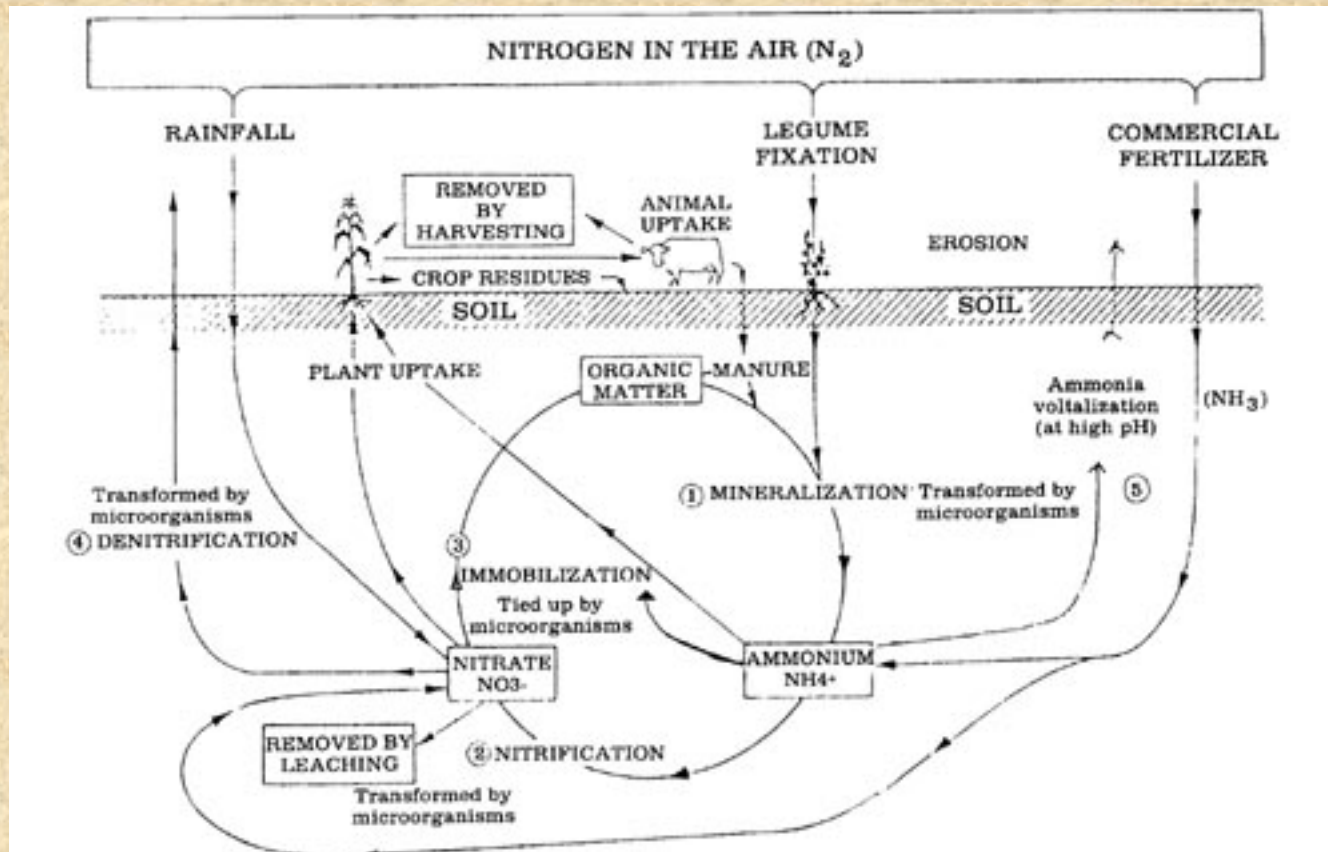 NITROGEN IN THE AIR (N2)
RAINFALL
LEGUME
FIXATION
COMMERCIAL
FERTILIZER
REMOVED
BY
HARVESTING
ANIMAL
UPTAKE
EROSION
CROP RESIDUES
SOIL
SOIL
PLANT UPTAKE
ORGANIC
MATTER
MANURE
Ammonia
voltalization
(at high pH)
(NH3)
Transformed by
microorganisms
④ DENITRIFICATION
① MINERALIZATION
Transformed by
microorganisms
⑤
③
IMMOBILIZATION
Tied up by
microorganisms
NITRATE
NO3-
AMMONIUM
NH4+
REMOVED BY
LEACHING
② NITRIFICATION
Transformed by
microorganisms